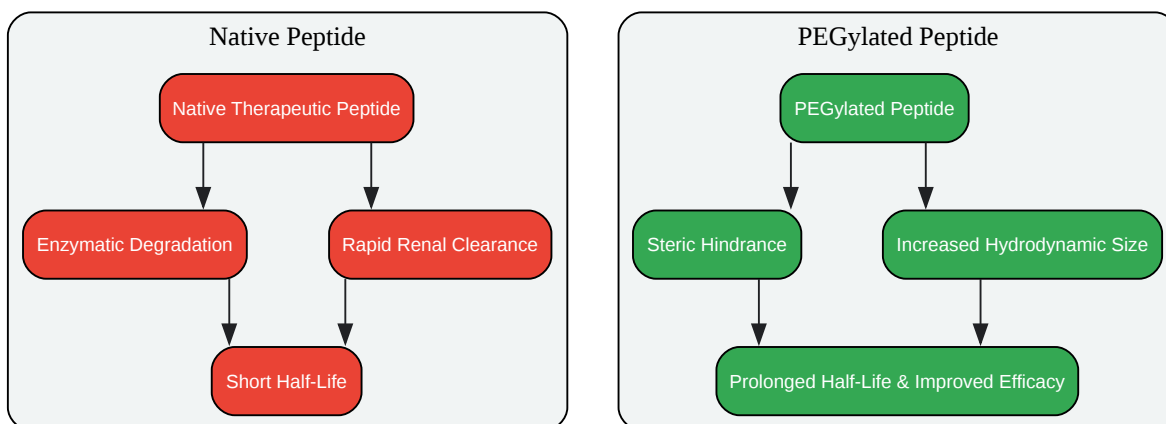 Native Peptide
Native Therapeutic Peptide
Enzymatic Degradation
Rapid Renal Clearance
Short Half-Life
PEGylated Peptide
PEGylated Peptide
Steric Hindrance
Increased Hydrodynamic Size
Prolonged Half-Life & Improved Efficacy